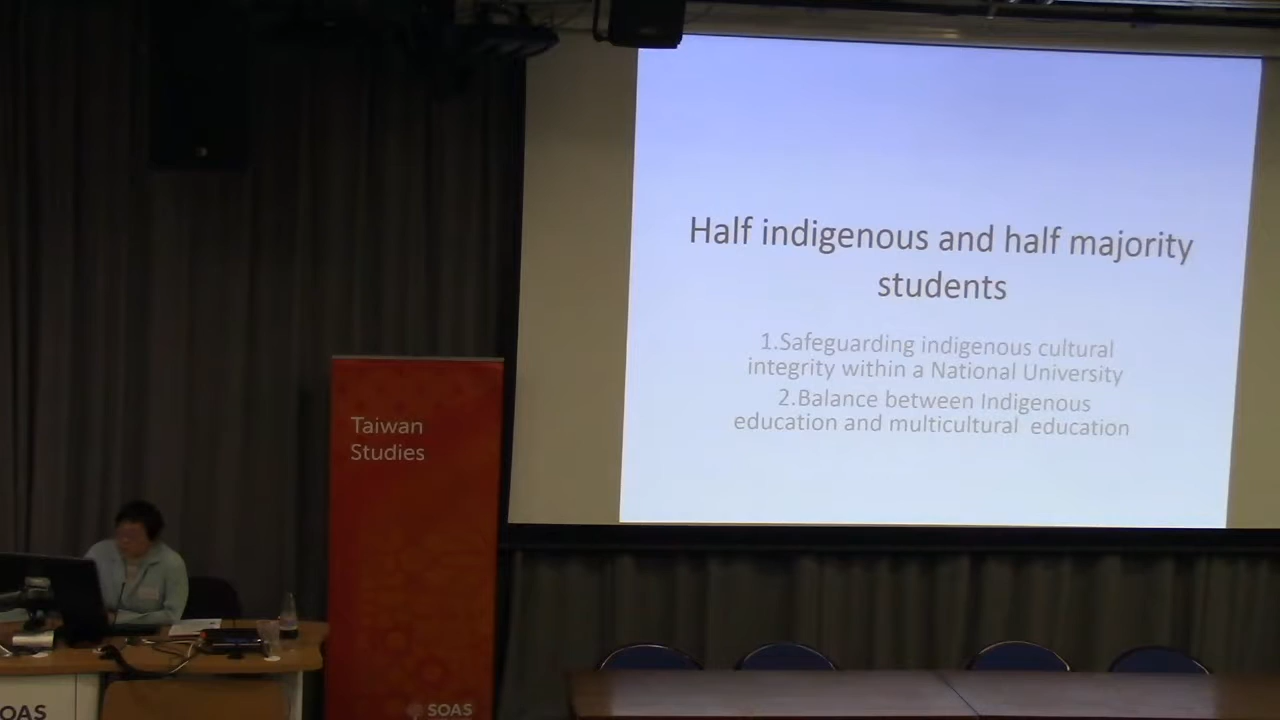 Half indigenous and half majority
students
1.Safeguarding indigenous cultural
integrity within a National University
2.Balance between Indigenous
education and multicultural education
Taiwan
Studies
SOAS
OAS